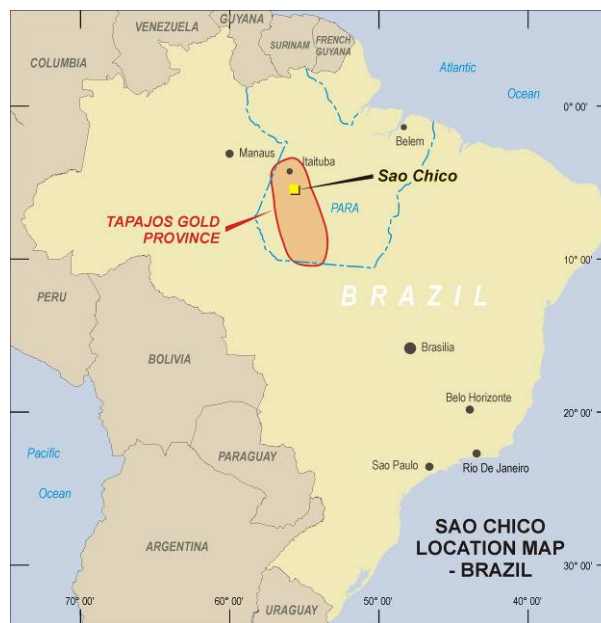 GUYANA
VENEZUELA
SURINAM
FRENCH
GUYANA
COLUMBIA
Atlantic
Ocean
0° 00'
Belem
Manaus
Itaituba
Sao Chico
PARA
TAPAJOS GOLD
PROVINCE
10° 00'
PERU
BRAZIL
BOLIVIA
Brasilia
Belo Horizonte
20° 00'
PARAGUAY
Pacific
Ocean
Sao Paulo
Rio De Janeiro
SAO CHICO
LOCATION MAP
- BRAZIL
ARGENTINA
30° 00'
URAGUAY
70° 00'
60° 00'
50° 00'
40° 00'